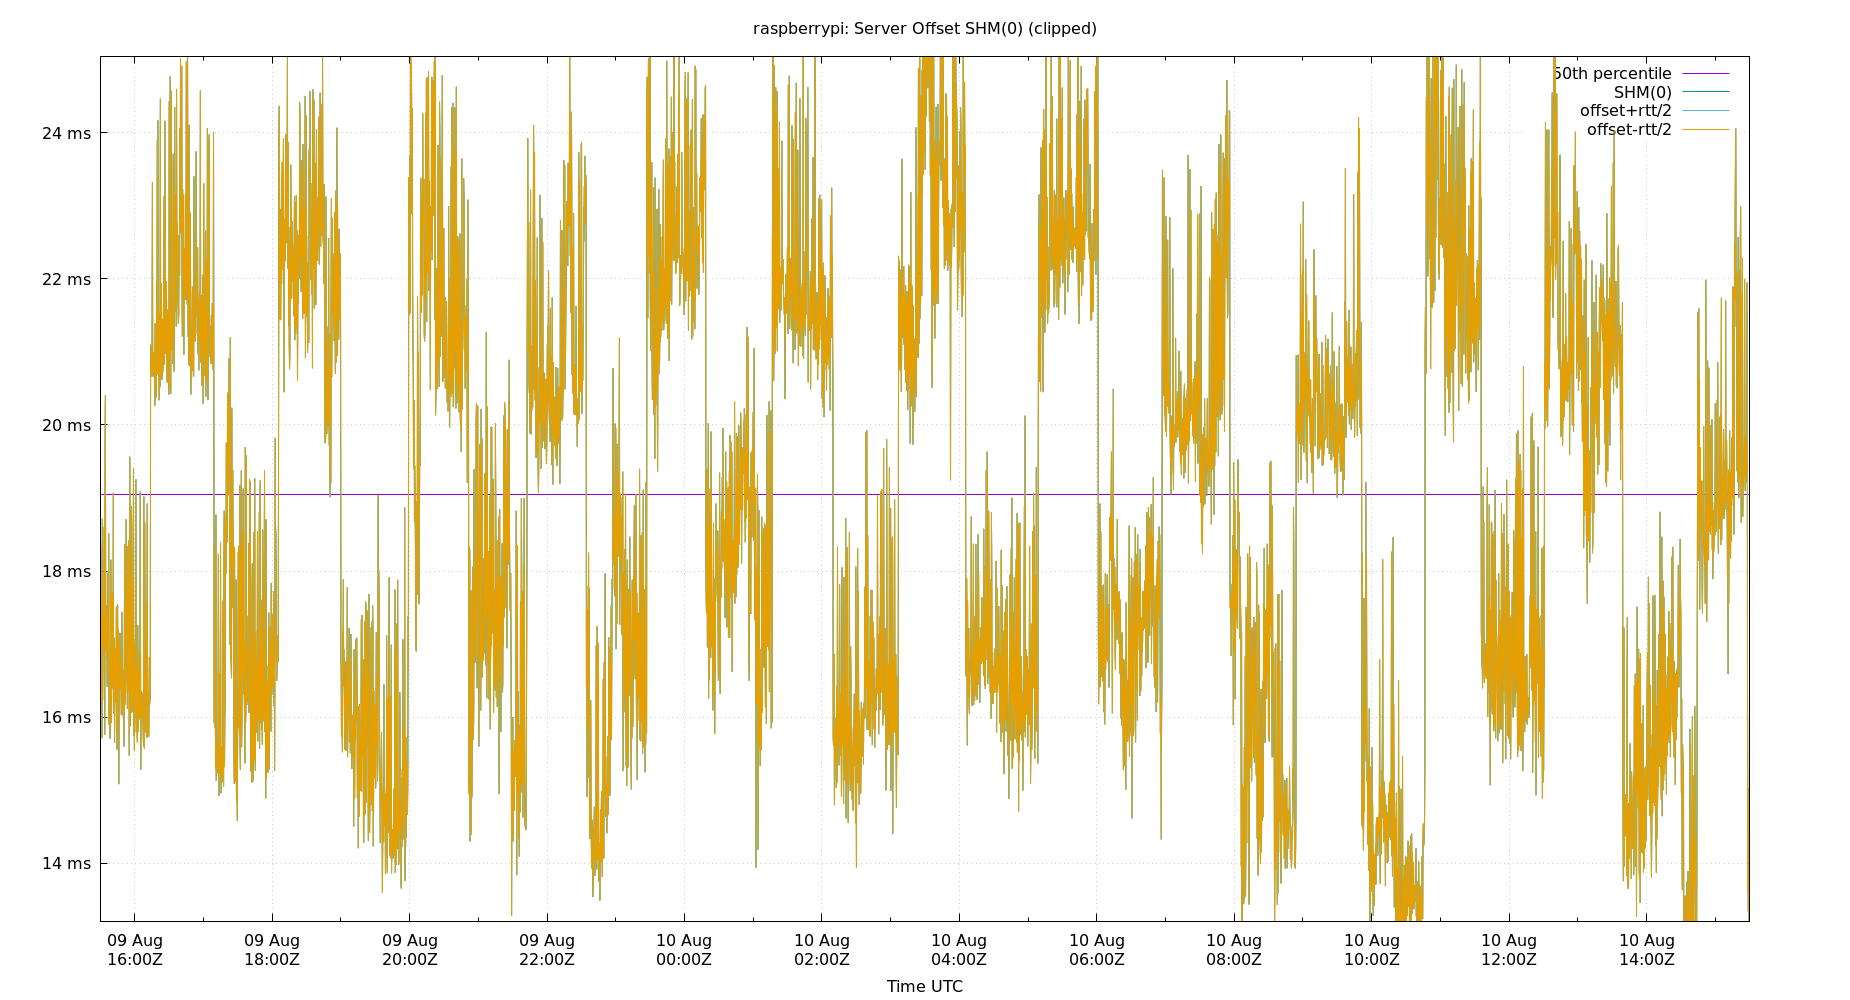 raspberrypi: Server Offset SHM(0) (clipped)
50th percentile
SHM(0)
offset+rtt/2
offset-rtt/2
24 ms
22 ms
20 ms
18 ms
16 ms
14 ms
09 Aug 09 Aug 09 Aug 09 Aug 10 Aug 10 Aug 10 Aug 10 Aug 10 Aug 10 Aug 10 Aug 10 Aug
16:00Z 18:00Z 20:00Z 22:00Z 00:00Z 02:00Z 04:00Z 06:00Z 08:00Z 10:00Z 12:00Z 14:00Z
Time UTC